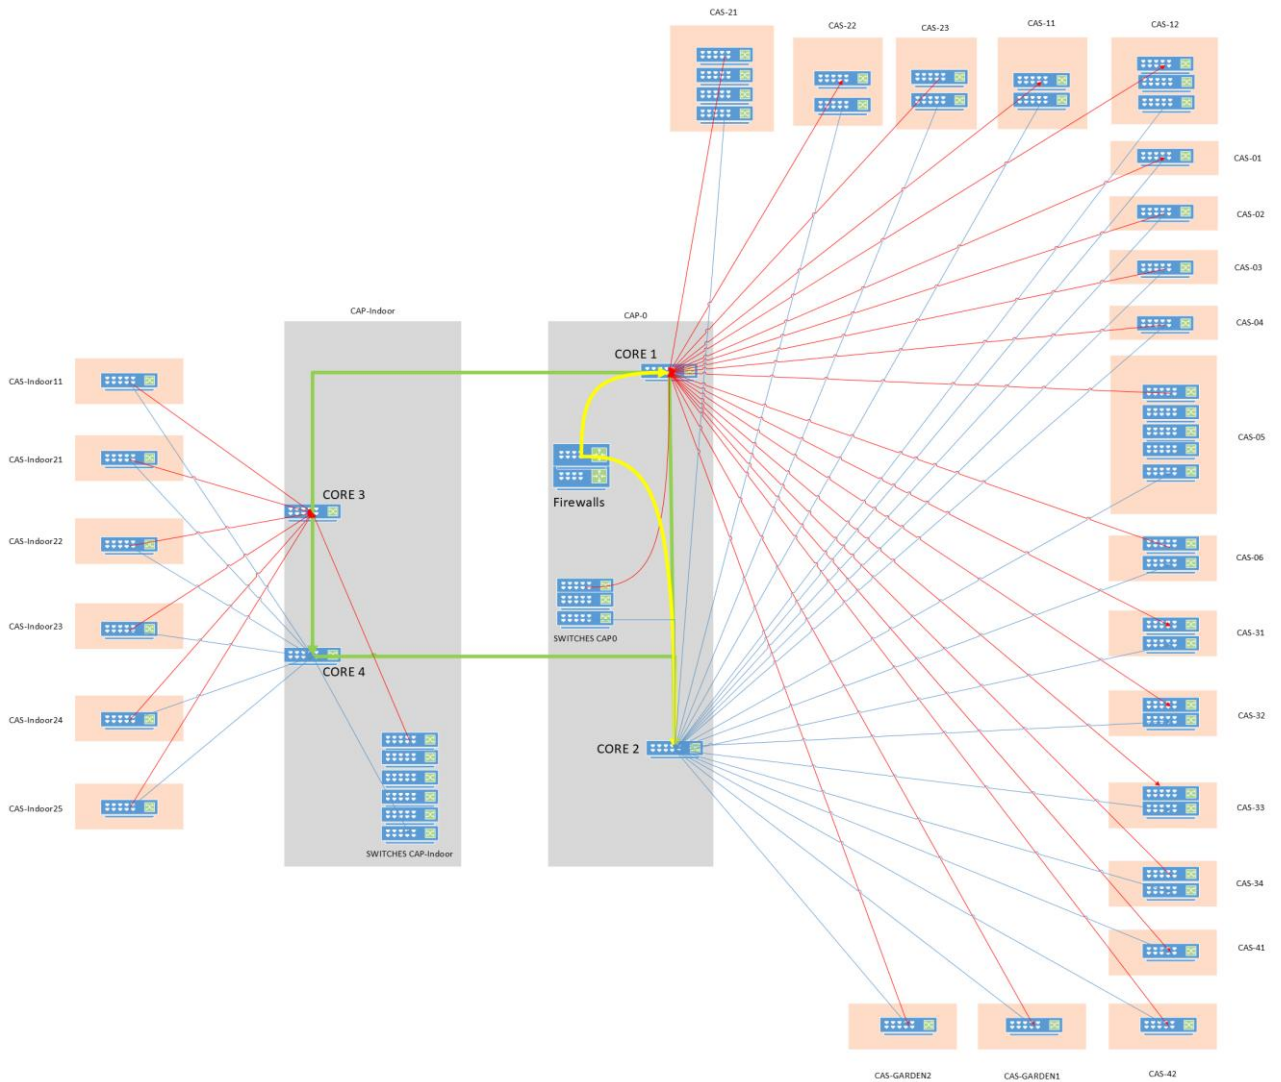 CAS-21
CAS-22
CAS-23
CAS-11
CAS-12
CAS-01
CAS-02
CAS-03
CAP-Indoor
CAP-0
CAS-04
CORE 1
CAS-Indoor11
CAS-05
CAS-Indoor21
CORE 3
Firewalls
CAS-Indoor22
CAS-06
CAS-Indoor23
SWITCHES CAP0
CAS-31
CORE 4
CAS-Indoor24
CAS-32
CORE 2
CAS-Indoor25
CAS-33
SWITCHES CAP-Indoor
CAS-34
CAS-41
CAS-GARDEN2
CAS-GARDEN1
CAS-42